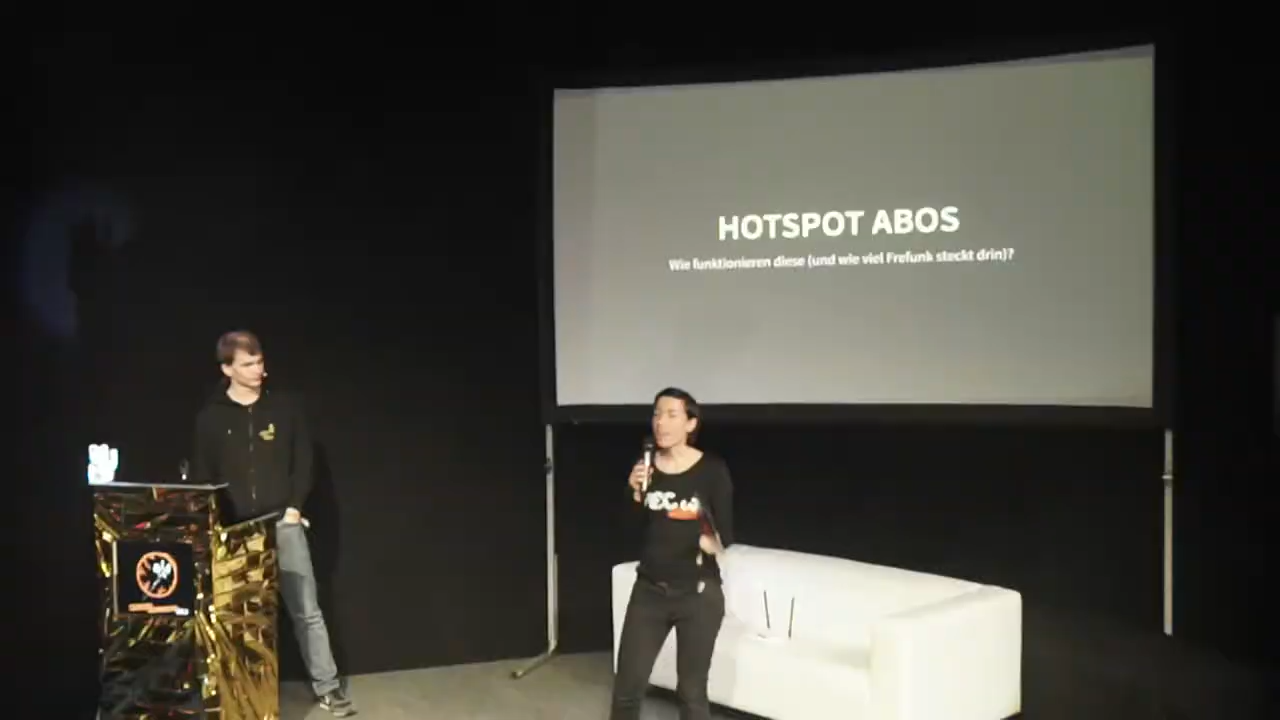 HOTSPOT ABOS
Wie funktionieren diese (und wie viel Frefunk steckt drin)?